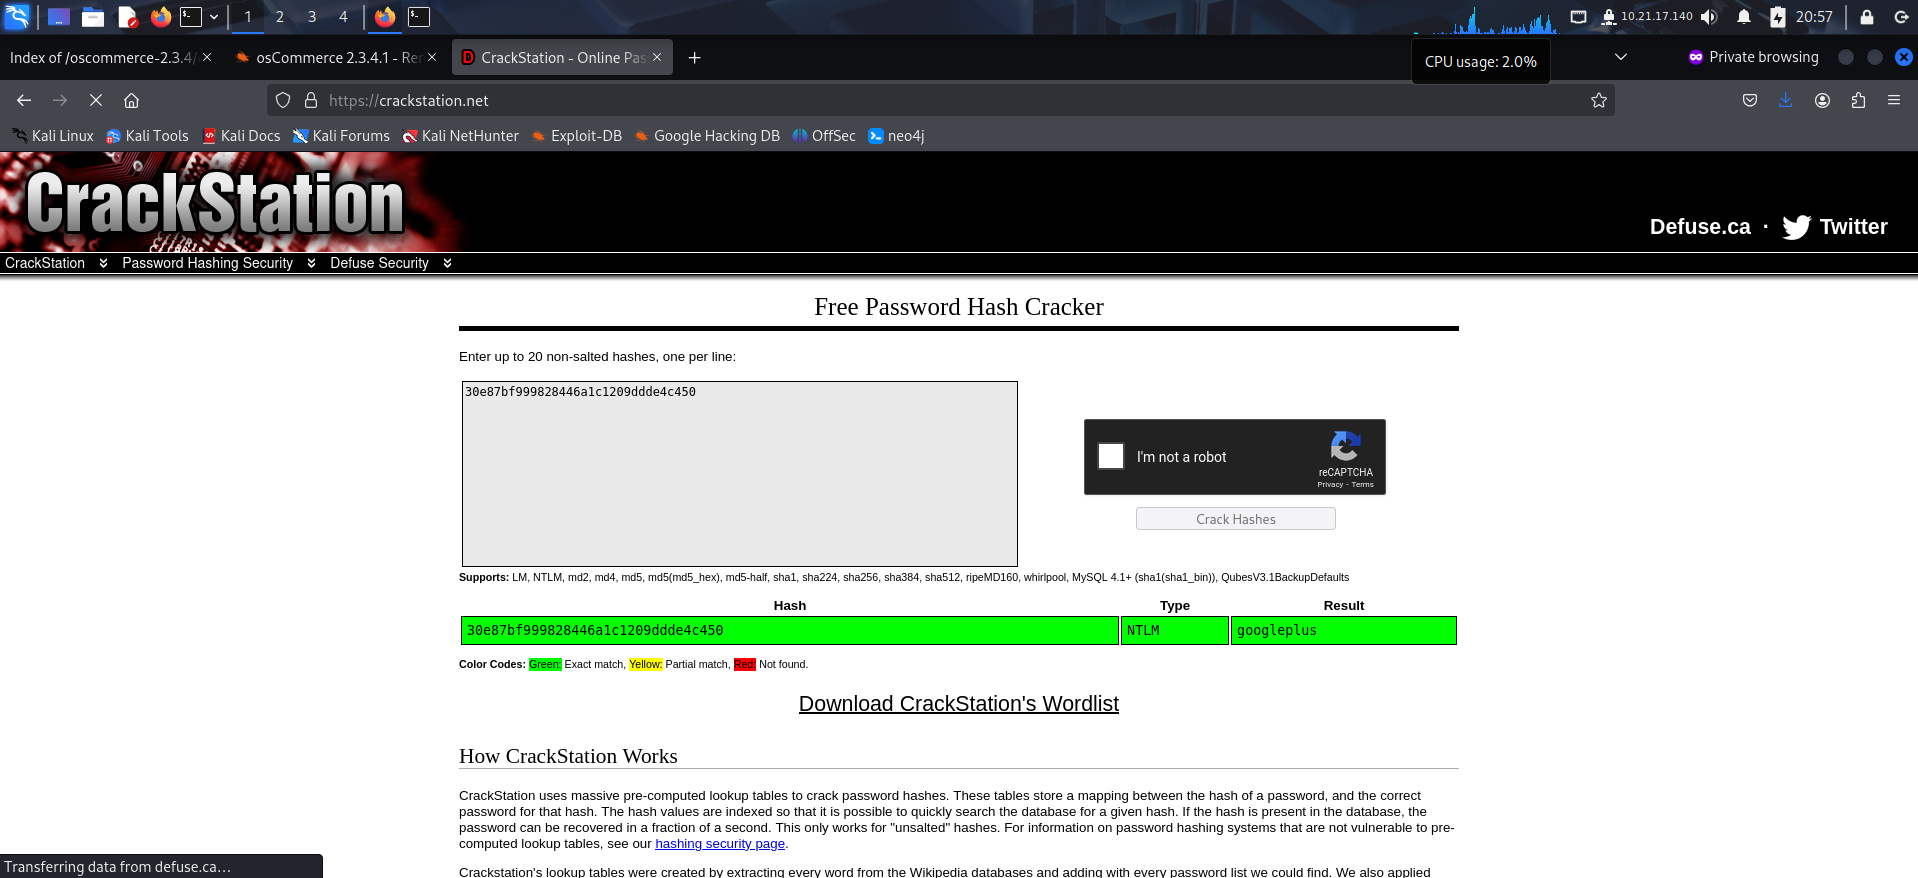 1 2 3 4 10.21.17.140 20:57
Index of /oscommerce-2.3.4/ osCommerce 2.3.4.1 - Rem CrackStation - Online Pas CPU usage: 2.0% Private browsing
https://crackstation.net
Kali Linux Kali Tools Kali Docs Kali Forums Kali NetHunter Exploit-DB Google Hacking DB OffSec neo4j
CrackStation
Defuse.ca · Twitter
CrackStation Password Hashing Security Defuse Security
Free Password Hash Cracker
Enter up to 20 non-salted hashes, one per line:
30e87bf999828446a1c1209ddde4c450
I'm not a robot
reCAPTCHA
Privacy - Terms
Crack Hashes
Supports: LM, NTLM, md2, md4, md5, md5(md5_hex), md5-half, sha1, sha224, sha256, sha384, sha512, ripeMD160, whirlpool, MySQL 4.1+ (sha1(sha1_bin)), QubesV3.1BackupDefaults
Hash Type Result
30e87bf999828446a1c1209ddde4c450 NTLM googleplus
Color Codes: Green: Exact match, Yellow: Partial match, Red: Not found.
Download CrackStation's Wordlist
How CrackStation Works
CrackStation uses massive pre-computed lookup tables to crack password hashes. These tables store a mapping between the hash of a password, and the correct
password for that hash. The hash values are indexed so that it is possible to quickly search the database for a given hash. If the hash is present in the database, the
password can be recovered in a fraction of a second. This only works for "unsalted" hashes. For information on password hashing systems that are not vulnerable to pre-
computed lookup tables, see our hashing security page.
Crackstation's lookup tables were created by extracting every word from the Wikipedia databases and adding with every password list we could find. We also applied
Transferring data from defuse.ca…